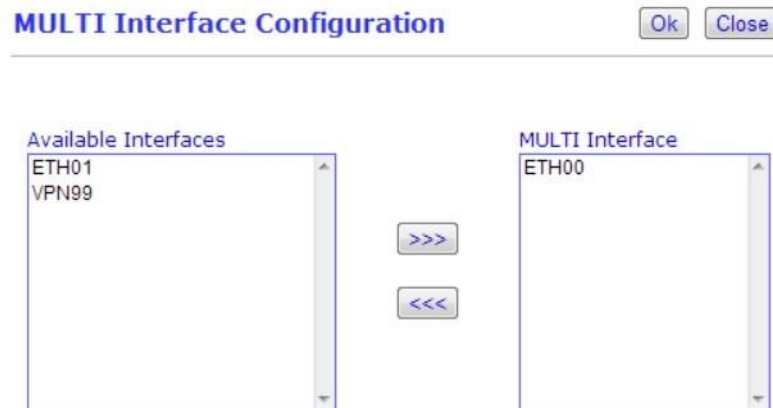 MULTI Interface Configuration
Ok
Close
Available Interfaces
ETH01
VPN99
>>>
<<<
MULTI Interface
ETH00